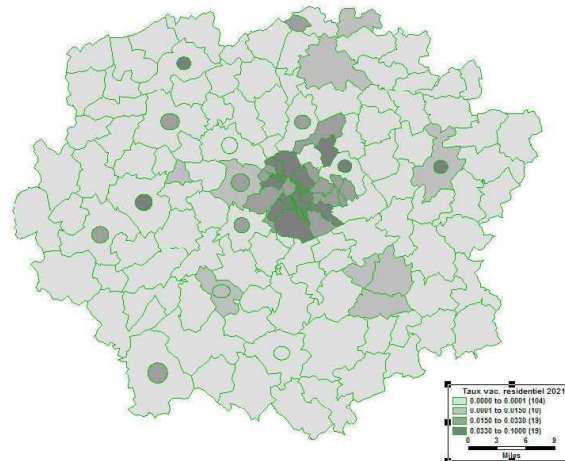 Taux vac. residentiel 2021
0.0000 to 0.0001 (104)
0.0001 to 0.0150 (10)
0.0150 to 0.0330 (19)
0.0330 to 0.1000 (19)
0 3 6 9
Miles